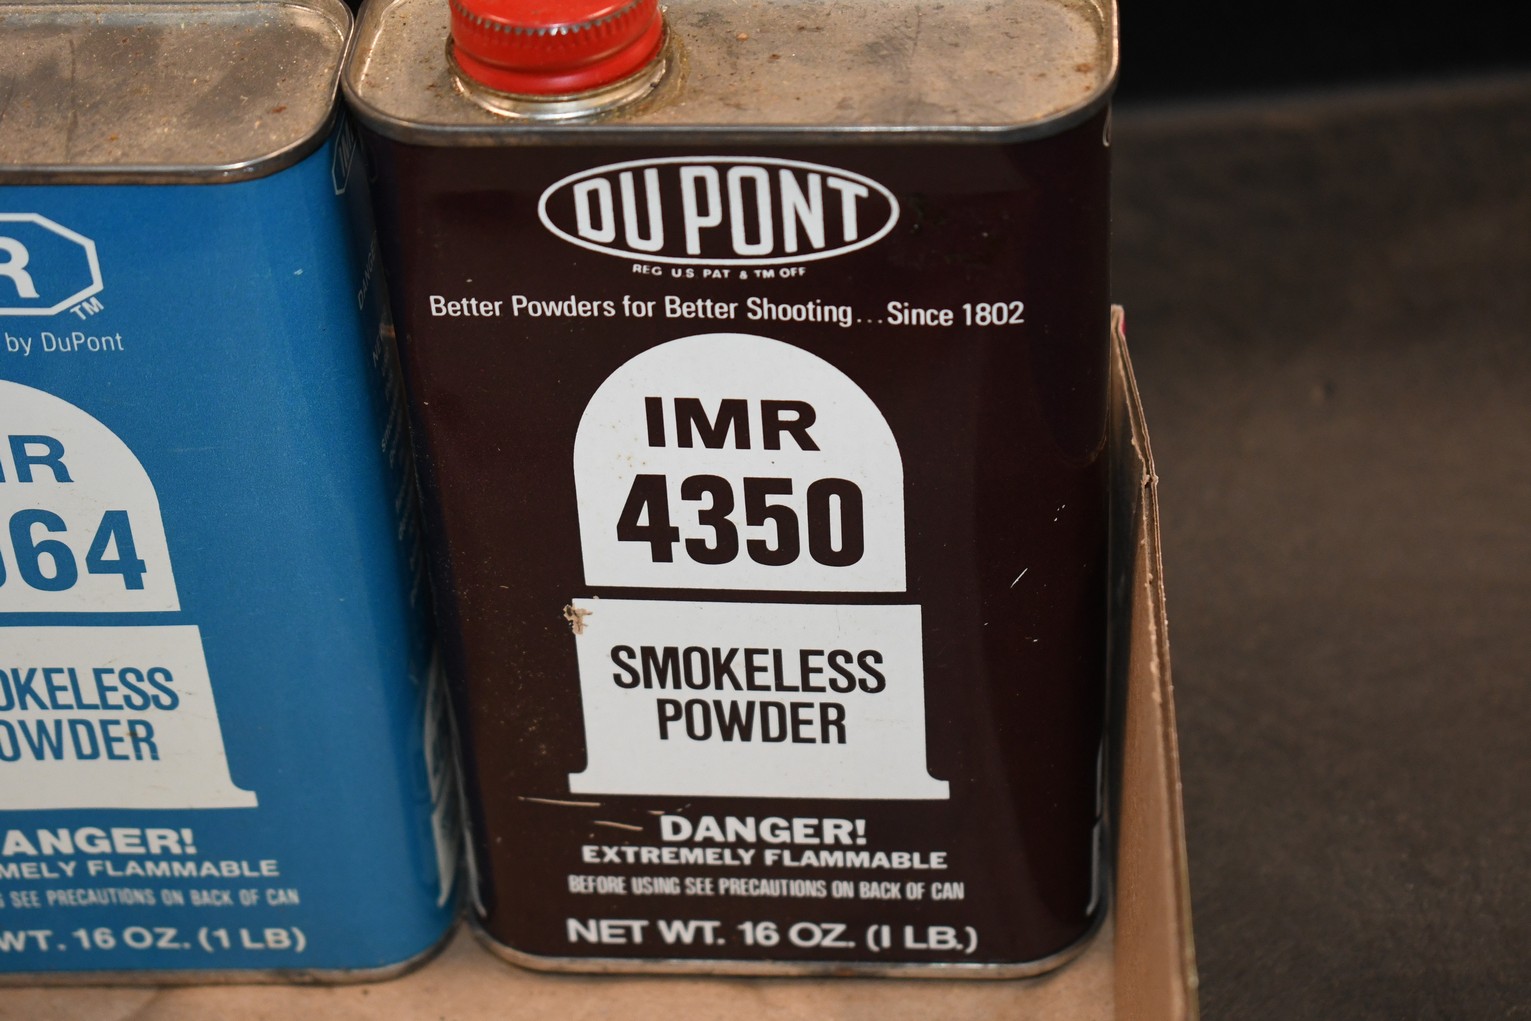 R
TM
by DuPont
MR
64
OKELESS
OWDER
ANGER!
MELY FLAMMABLE
SEE PRECAUTIONS ON BACK OF CAN
WT. 16 OZ. (1 LB)
DU PONT
REG U.S. PAT & TM OFF
Better Powders for Better Shooting...Since 1802
IMR
4350
SMOKELESS
POWDER
DANGER!
EXTREMELY FLAMMABLE
BEFORE USING SEE PRECAUTIONS ON BACK OF CAN
NET WT. 16 OZ. (1 LB.)